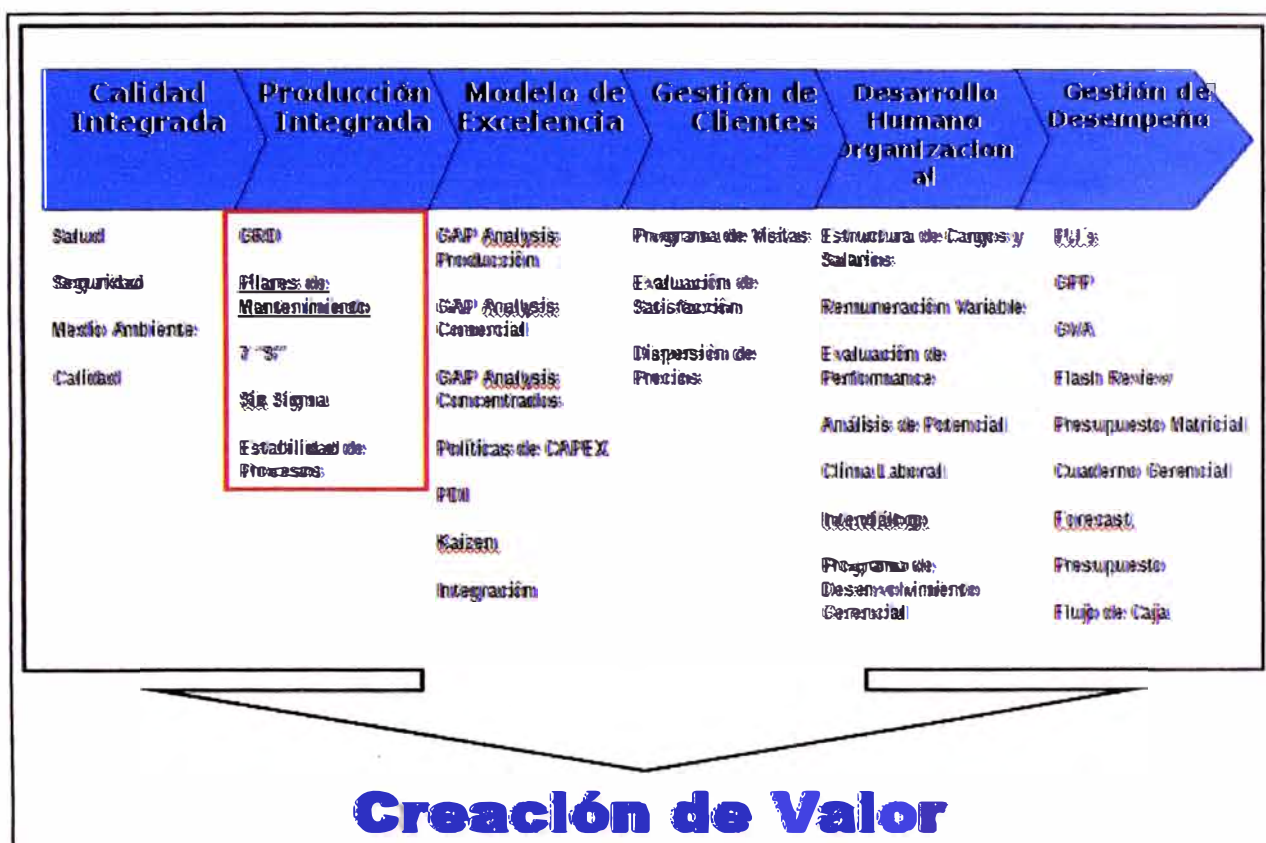 Calidad
Integrada
Producción
Integrada
Modelo de
Excelencia
Gestión de
Clientes
Desarrollo
Humano
Organizacion
al
Gestión de
Desempeño
Salud
Seguridad
Medio Ambiente
Calidad
GRD
Pilares de
Mantenimiento
7 "S"
Six Sigma
Estabilidad de
Procesos
GAP Analysis
Producción
GAP Analysis
Comercial
GAP Analysis
Concentrados
Políticas de CAPEX
Kaizen
Integración
Programa de Visitas
Evaluación de
Satisfacción
Dispersión de
Precios
Estructura de Cargos y
Salarios
Remuneración Variable
Evaluación de
Performance
Análisis de Potencial
Clima Laboral
Interdiálogo
Programa de
Desenvolvimiento
Gerencial
GVA
Flash Review
Presupuesto Matricial
Cuaderno Gerencial
Forecast
Presupuesto
Flujo de Caja
Creación de Valor